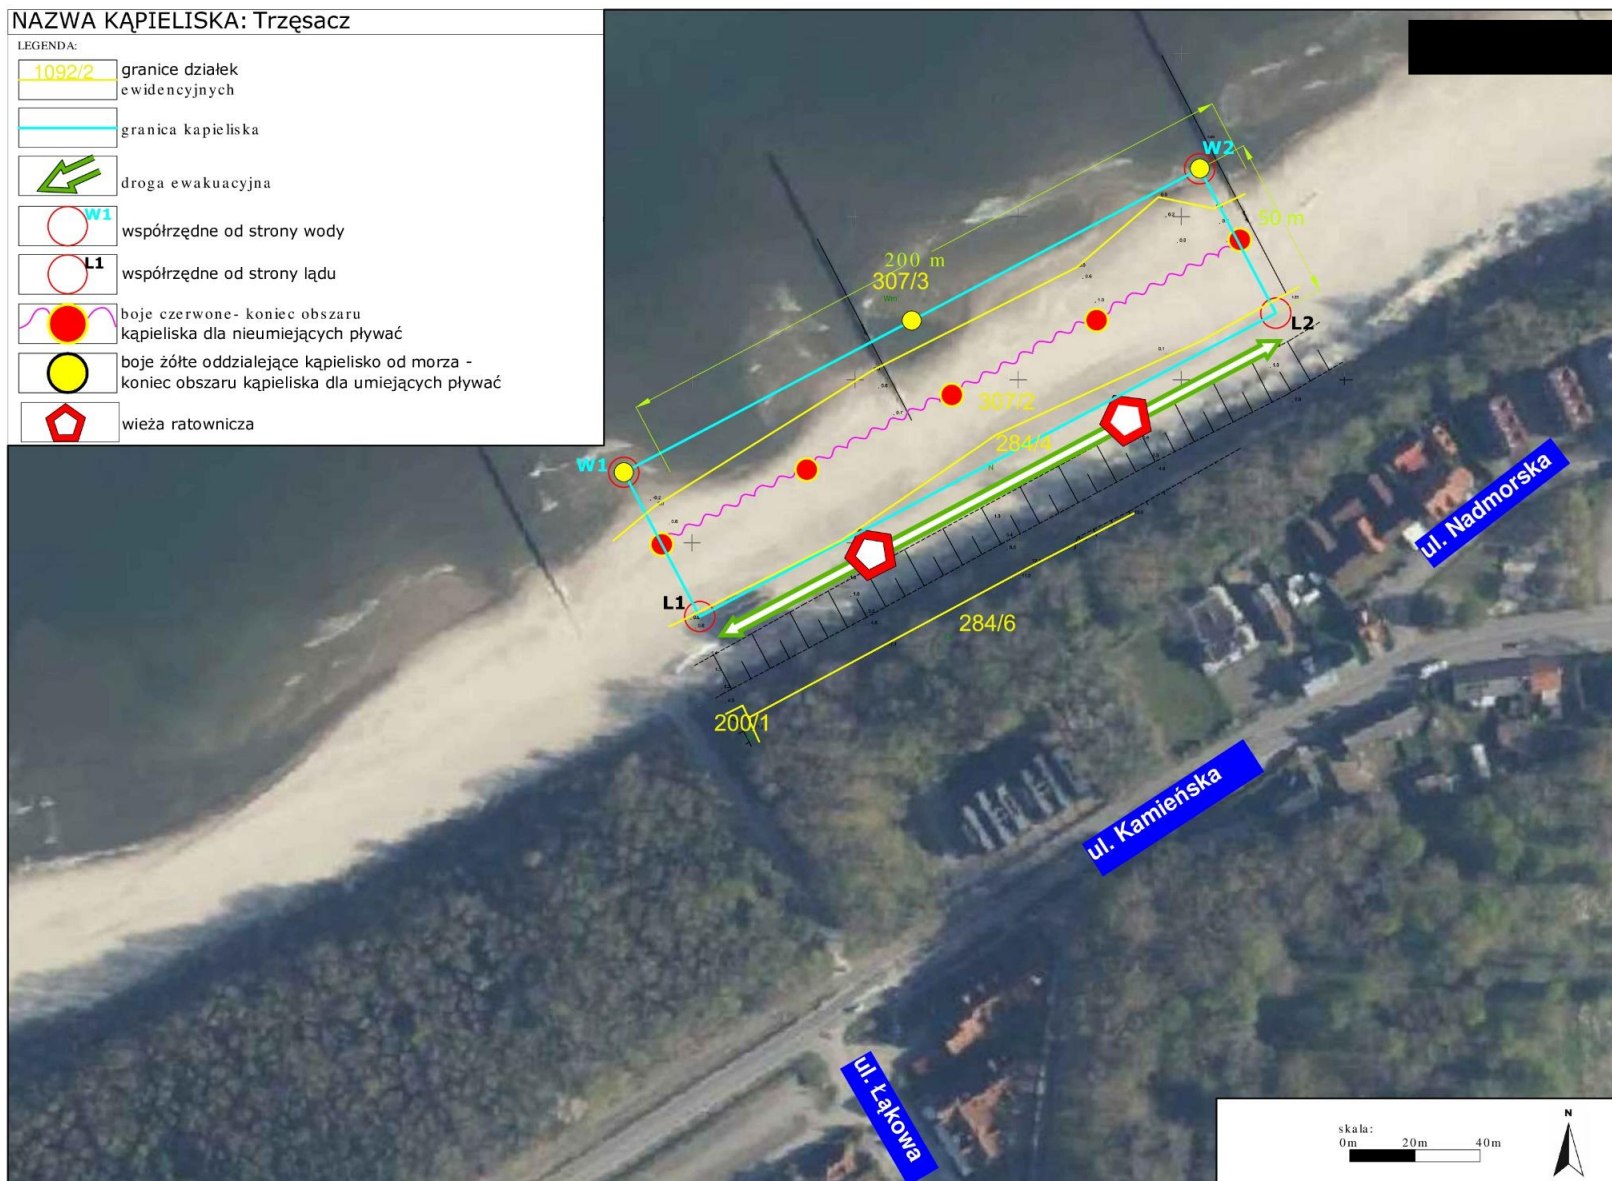 NAZWA KĄPIELISKA: Trzęsacz
LEGENDA:
1092/2
granice działek
ewidencyjnych
granica kapieliska
droga ewakuacyjna
W1
współrzędne od strony wody
L1
współrzędne od strony lądu
boje czerwone- koniec obszaru
kąpieliska dla nieumiejących pływać
boje żółte oddzialejące kąpielisko od morza -
koniec obszaru kąpieliska dla umiejących pływać
wieża ratownicza
W2
50 m
200 m
307/3
L2
307/2
284/4
W1
L1
284/6
200/1
ul. Nadmorska
ul. Kamieńska
ul. Łąkowa
skala:
0m 20m 40m
N